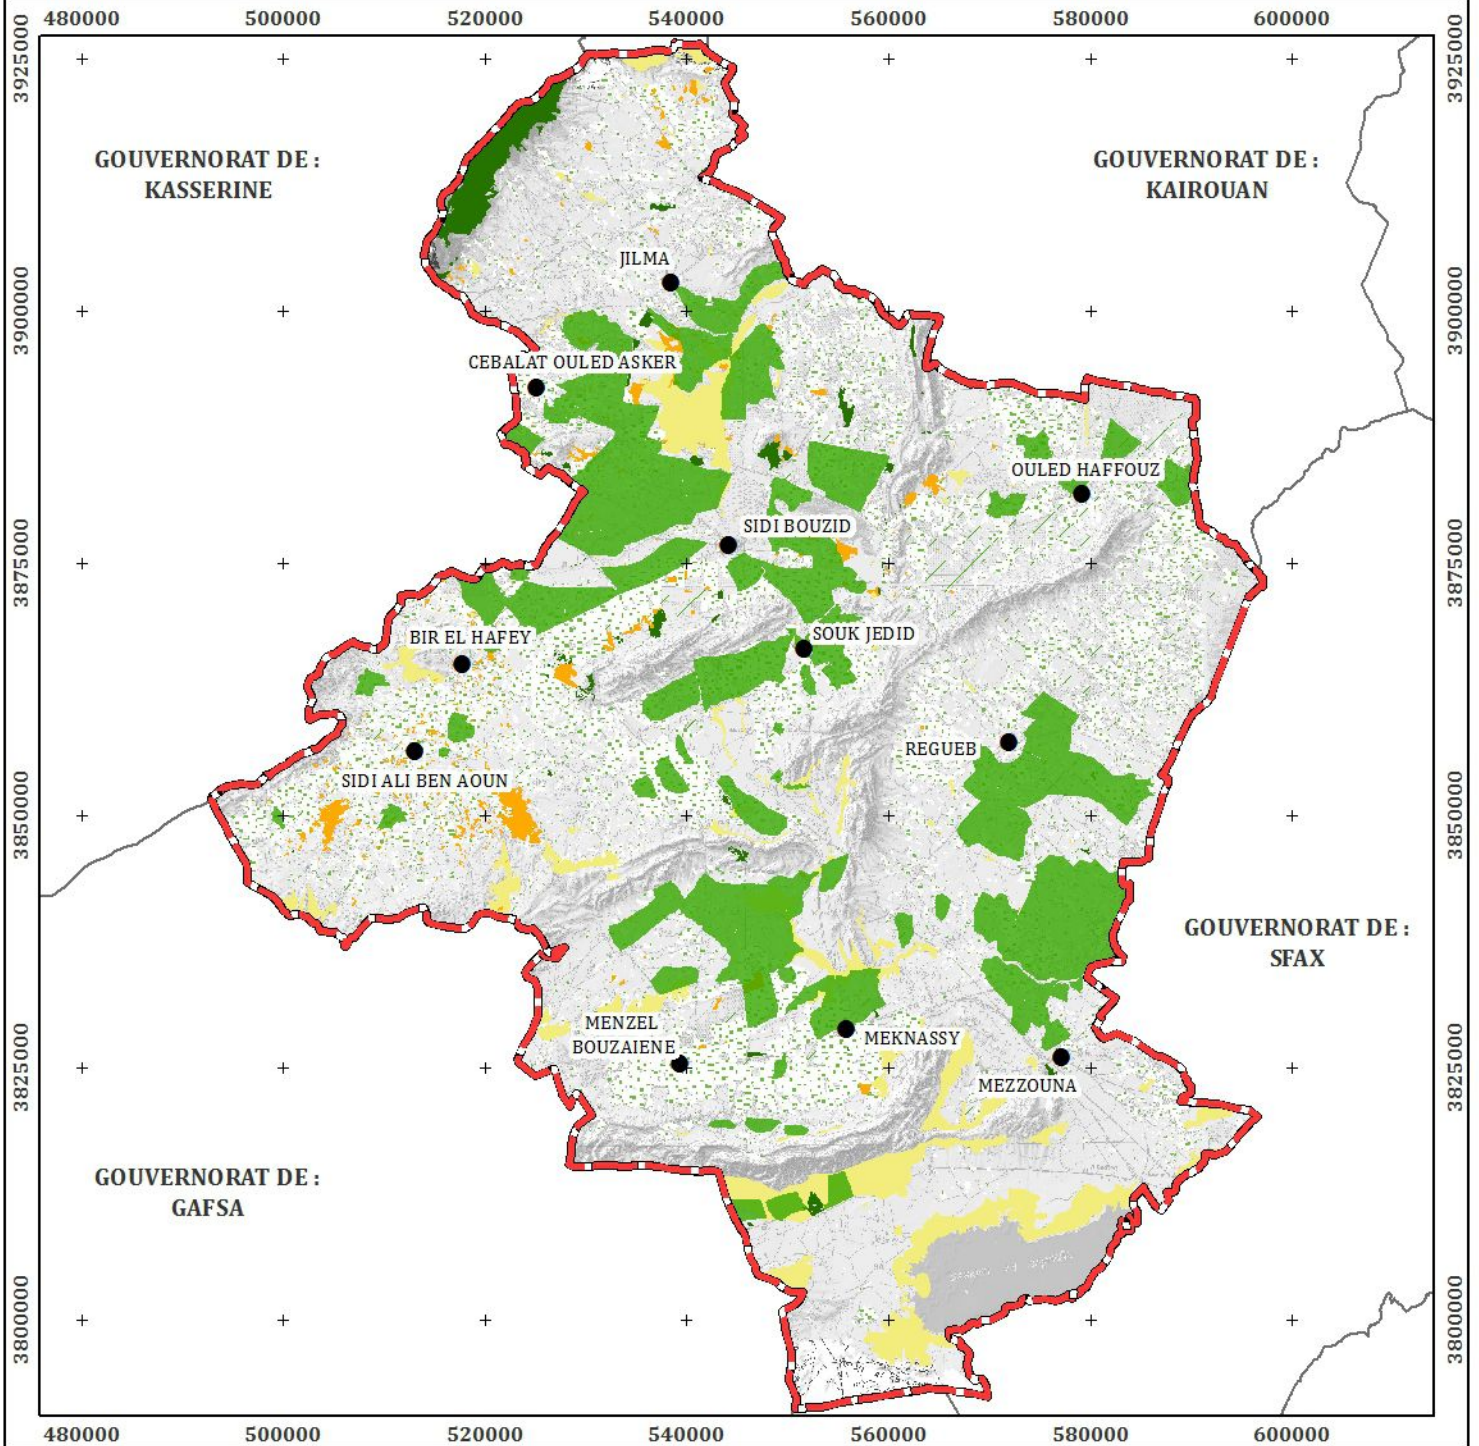 480000 500000 520000 540000 560000 580000 600000
3925000
3925000
GOUVERNORAT DE :
KASSERINE
GOUVERNORAT DE :
KAIROUAN
JILMA
3900000
3900000
CEBALAT OULED ASKER
OULED HAFFOUZ
SIDI BOUZID
3875000
3875000
BIR EL HAFEY
SOUK JEDID
REGUEB
SIDI ALI BEN AOUN
3850000
3850000
GOUVERNORAT DE :
SFAX
MENZEL
BOUZAIENE
MEKNASSY
MEZZOUNA
3825000
3825000
GOUVERNORAT DE :
GAFSA
3800000
3800000
480000 500000 520000 540000 560000 580000 600000